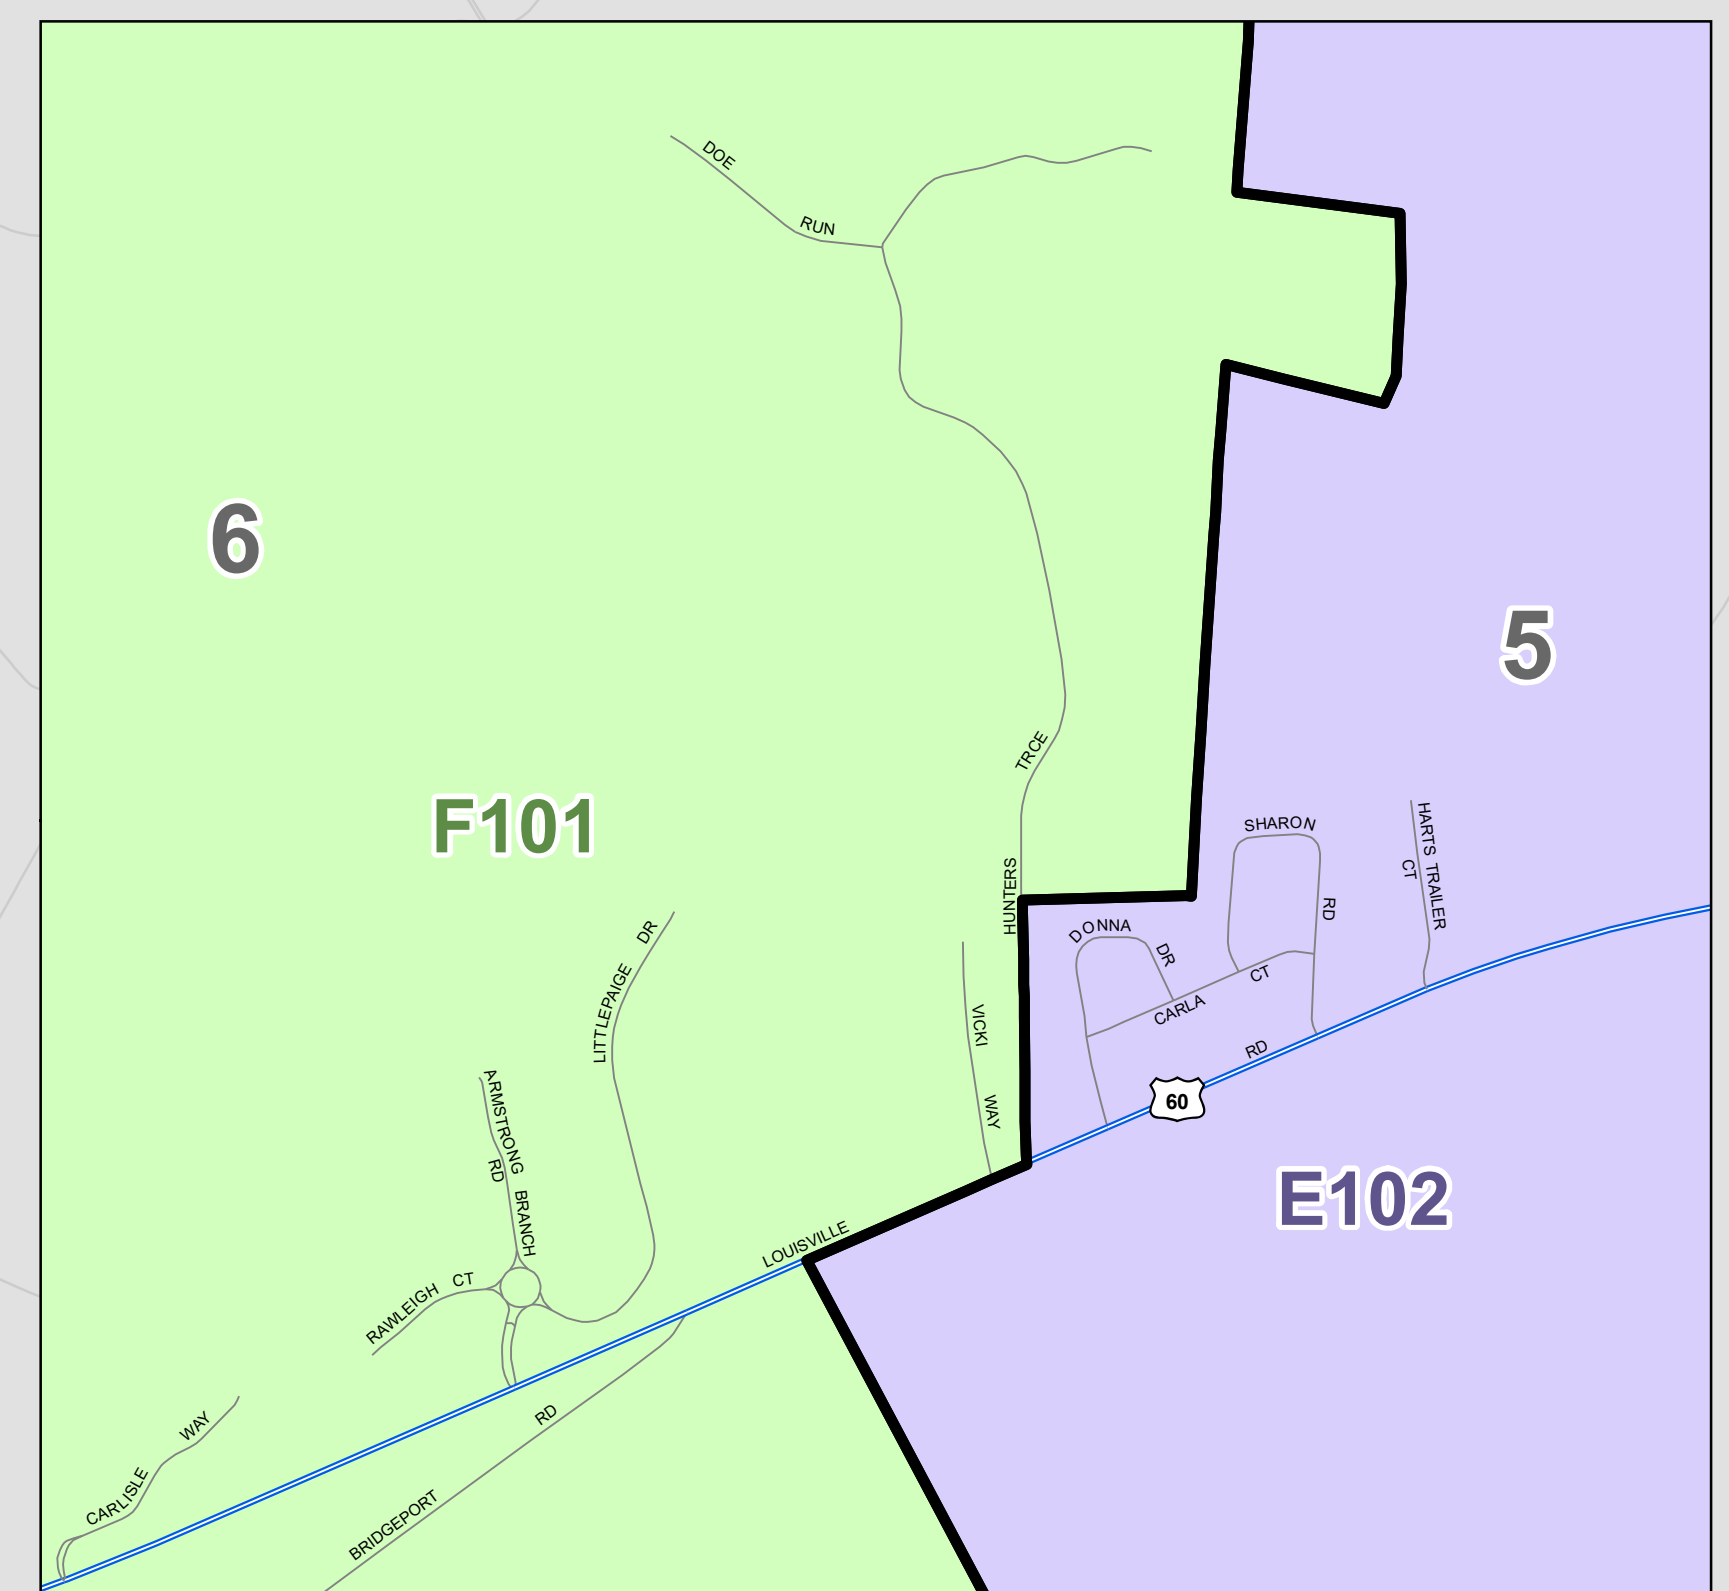 DOE
RUN
6
5
TRCE
F101
HUNTERS
SHARON
RD
HARTS TRAILER
CT
DONNA
DR
CARLA
CT
LITTLEPAIGE DR
VICKI
WAY
RD
60
ARMSTRONG BRANCH
RD
E102
LOUISVILLE
RAWLEIGH CT
CARLISLE WAY
BRIDGEPORT RD